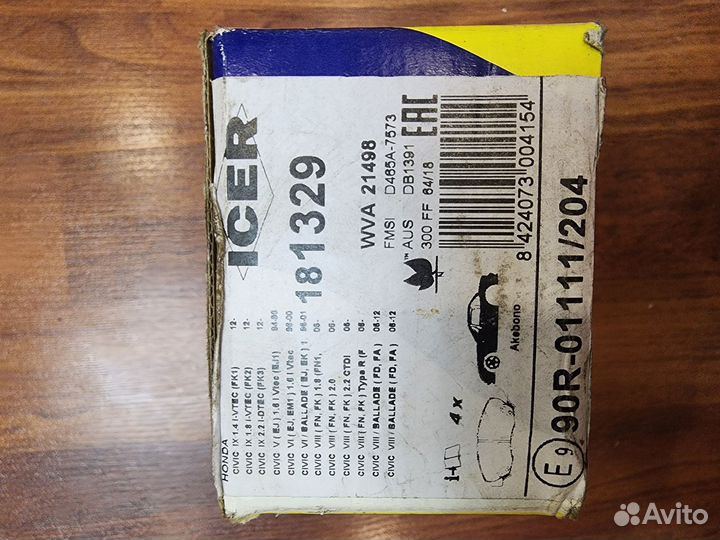 ICER
181329
WVA 21498
FMSI D465A-7573
AUS DB1391
300 FF 64/18
EAC
8 424073 004154
HONDA
CIVIC IX 1.4 I-VTEC (FK1) 12-
CIVIC IX 1.8 I-VTEC (FK2) 12-
CIVIC IX 2.2 I-DTEC (FK3) 12-
CIVIC V (EJ) 1.6 I Vtec (EJ1) 94-96
CIVIC VI (EJ, EM1) 1.6 I Vtec 96-00
CIVIC VI / BALLADE (EJ, EK) 1 96-01
CIVIC VIII (FN, FK) 1.8 (FN1, 06-
CIVIC VIII (FN, FK) 2.0 06-
CIVIC VIII (FN, FK) 2.2 CTDI 06-
CIVIC VIII (FN, FK) Type R (F 06-
CIVIC VIII / BALLADE (FD, FA) 06-12
CIVIC VIII / BALLADE (FD, FA) 06-12
4 x
Akebono
E9 90R-01111/204
Avito